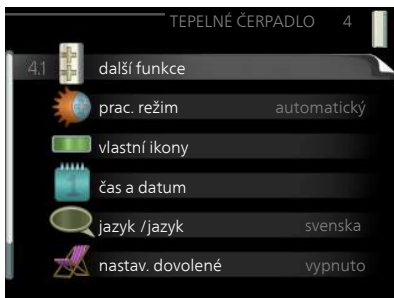 TEPELNÉ ČERPADLO 4
4.1 další funkce
prac. režim automatický
vlastní ikony
čas a datum
jazyk /jazyk svenska
nastav. dovolené vypnuto